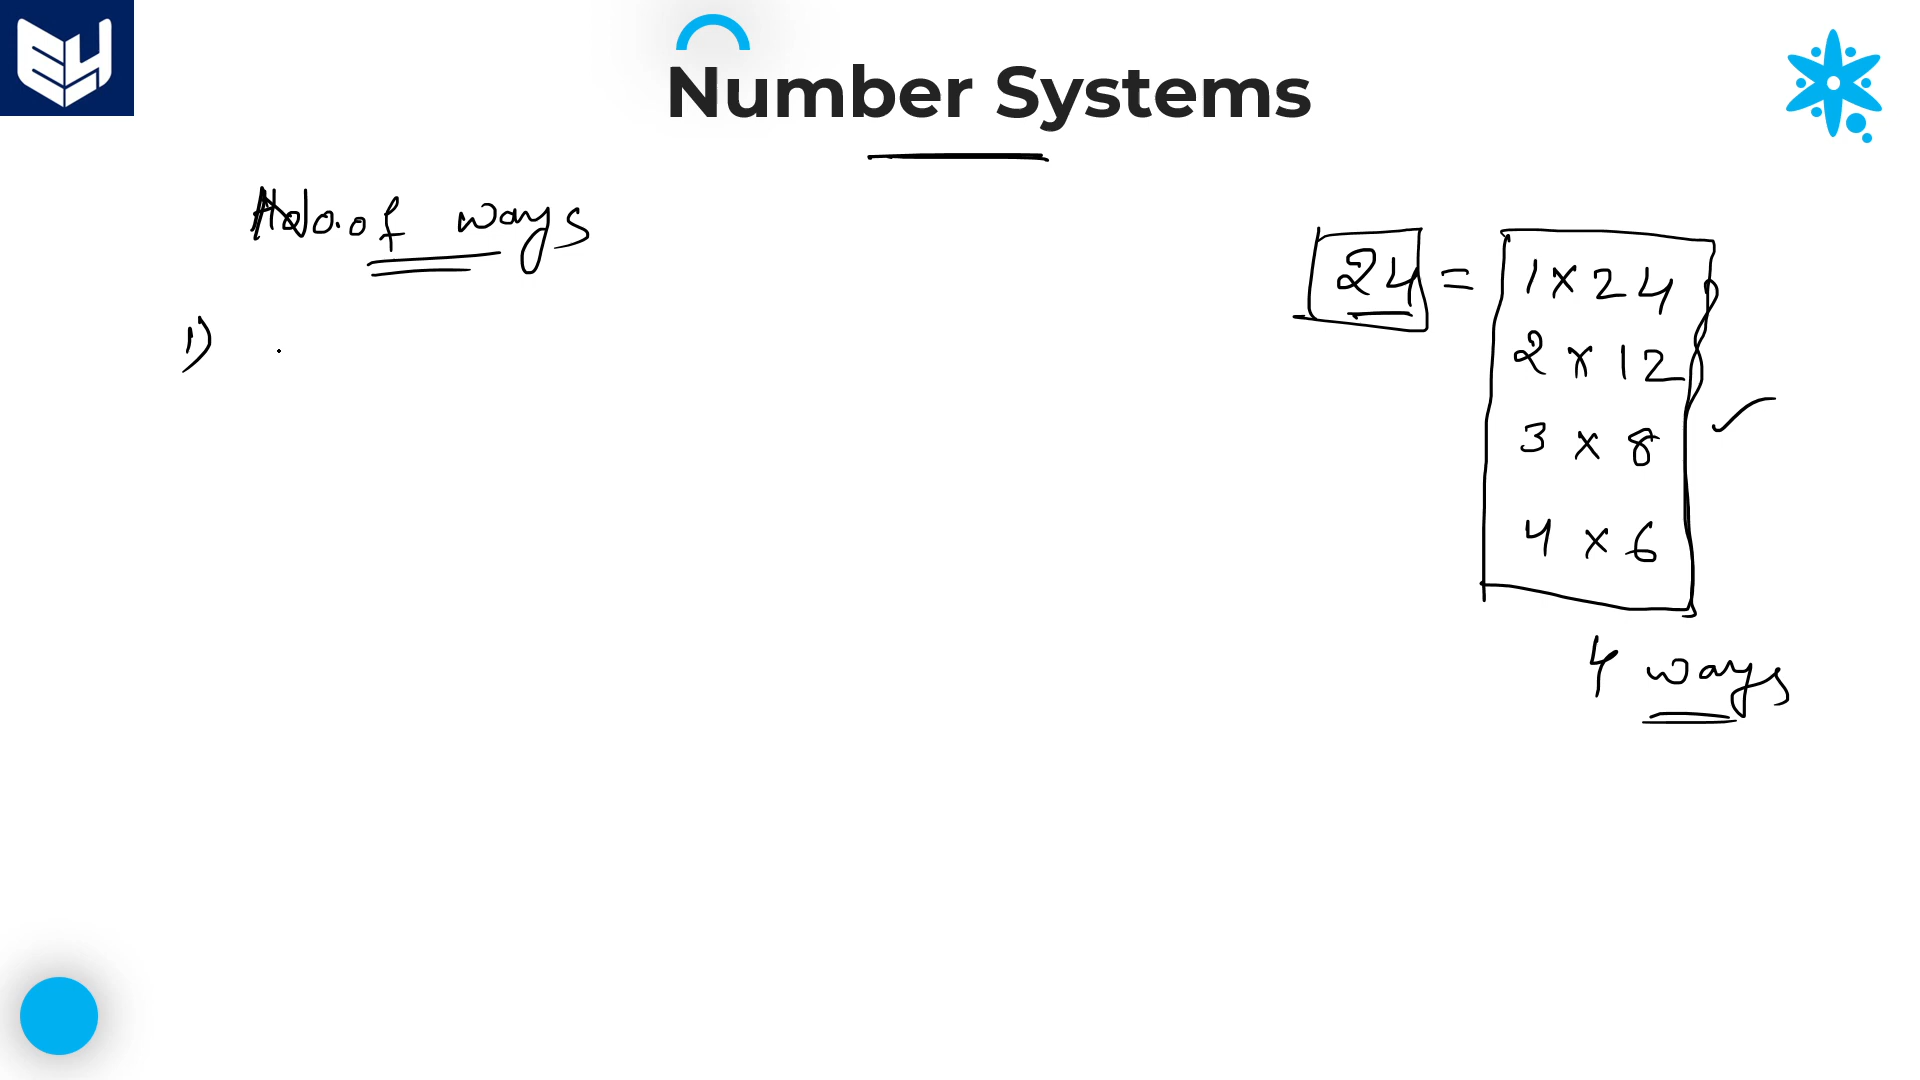 Number Systems
No. of ways
1) .
24 = 1 x 24
2 x 12
3 x 8
4 x 6
4 ways